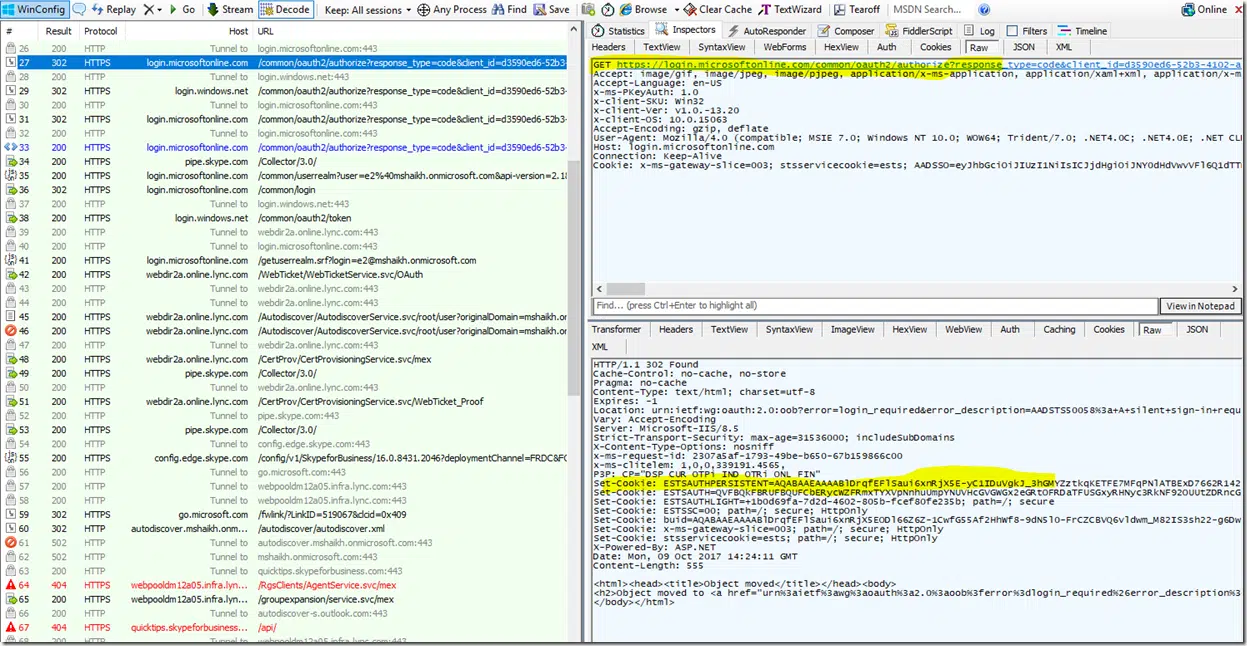 WinConfig Replay X Go Stream Decode Keep: All sessions Any Process Find Save Browse Clear Cache TextWizard Tearoff MSDN Search... Online
# Result Protocol Host URL
26 200 HTTP Tunnel to login.microsoftonline.com:443
27 302 HTTPS login.microsoftonline.com /common/oauth2/authorize?response_type=code&client_id=d3590ed6-52b3-
28 200 HTTP Tunnel to login.windows.net:443
29 302 HTTPS login.windows.net /common/oauth2/authorize?response_type=code&client_id=d3590ed6-52b3-
30 200 HTTP Tunnel to login.microsoftonline.com:443
31 302 HTTPS login.microsoftonline.com /common/oauth2/authorize?response_type=code&client_id=d3590ed6-52b3-
32 200 HTTP Tunnel to login.microsoftonline.com:443
33 200 HTTPS login.microsoftonline.com /common/oauth2/authorize?response_type=code&client_id=d3590ed6-52b3-
34 200 HTTPS pipe.skype.com /Collector/3.0/
35 200 HTTPS login.microsoftonline.com /common/userrealm?user=e2%40mshaikh.onmicrosoft.com&api-version=2.1
36 302 HTTPS login.microsoftonline.com /common/login
37 200 HTTP Tunnel to login.windows.net:443
38 200 HTTPS login.windows.net /common/oauth2/token
39 200 HTTP Tunnel to webdir2a.online.lync.com:443
40 200 HTTP Tunnel to login.microsoftonline.com:443
41 200 HTTPS login.microsoftonline.com /getuserrealm.srf?login=e2@mshaikh.onmicrosoft.com
42 200 HTTPS webdir2a.online.lync.com /WebTicket/WebTicketService.svc/OAuth
43 200 HTTP Tunnel to webdir2a.online.lync.com:443
44 200 HTTP Tunnel to webdir2a.online.lync.com:443
45 200 HTTPS webdir2a.online.lync.com /Autodiscover/AutodiscoverService.svc/root/user?originalDomain=mshaikh.
46 200 HTTPS webdir2a.online.lync.com /Autodiscover/AutodiscoverService.svc/root/user?originalDomain=mshaikh.
47 200 HTTP Tunnel to webdir2a.online.lync.com:443
48 200 HTTPS webdir2a.online.lync.com /CertProv/CertProvisioningService.svc/mex
49 200 HTTPS pipe.skype.com /Collector/3.0/
50 200 HTTP Tunnel to webdir2a.online.lync.com:443
51 200 HTTPS webdir2a.online.lync.com /CertProv/CertProvisioningService.svc/WebTicket_Proof
52 200 HTTP Tunnel to pipe.skype.com:443
53 200 HTTPS pipe.skype.com /Collector/3.0/
54 200 HTTP Tunnel to config.edge.skype.com:443
55 200 HTTPS config.edge.skype.com /config/v1/SkypeforBusiness/16.0.8431.2046?deploymentChannel=FRDC&FC
56 200 HTTP Tunnel to go.microsoft.com:443
57 200 HTTP Tunnel to webpooldm12a05.infra.lync.com:443
58 200 HTTP Tunnel to webpooldm12a05.infra.lync.com:443
59 302 HTTPS go.microsoft.com /fwlink/?LinkID=519067&clcid=0x409
60 302 HTTP autodiscover.mshaikh.onm... /autodiscover/autodiscover.xml
61 502 HTTP Tunnel to autodiscover.mshaikh.onmicrosoft.com:443
62 502 HTTP Tunnel to mshaikh.onmicrosoft.com:443
63 200 HTTP Tunnel to quicktips.skypeforbusiness.com:443
64 404 HTTPS webpooldm12a05.infra.lyn... /RgsClients/AgentService.svc/mex
65 200 HTTPS webpooldm12a05.infra.lyn... /groupexpansion/service.svc/mex
66 200 HTTP Tunnel to autodiscover-s.outlook.com:443
67 404 HTTPS quicktips.skypeforbusiness... /api/
68 200 HTTP Tunnel to webpooldm12a05.infra.lync.com:443
Statistics Inspectors AutoResponder Composer FiddlerScript Log Filters Timeline
Headers TextView SyntaxView WebForms HexView Auth Cookies Raw JSON XML
GET https://login.microsoftonline.com/common/oauth2/authorize?response_type=code&client_id=d3590ed6-52b3-4102-a
Accept: image/gif, image/jpeg, image/pjpeg, application/x-ms-application, application/xaml+xml, application/x-m
Accept-Language: en-US
x-ms-PKeyAuth: 1.0
x-client-SKU: Win32
x-client-Ver: v1.0.-13.20
x-client-OS: 10.0.15063
Accept-Encoding: gzip, deflate
User-Agent: Mozilla/4.0 (compatible; MSIE 7.0; Windows NT 10.0; WOW64; Trident/7.0; .NET4.0C; .NET4.0E; .NET CL
Host: login.microsoftonline.com
Connection: Keep-Alive
Cookie: x-ms-gateway-slice=003; stsservicecookie=ests;
Find... (press Ctrl+Enter to highlight all) View in Notepad
Transformer Headers TextView SyntaxView ImageView HexView WebView Auth Caching Cookies Raw JSON
XML
HTTP/1.1 302 Found
Cache-Control: no-cache, no-store
Pragma: no-cache
Content-Type: text/html; charset=utf-8
Expires: -1
Location: urn:ietf:wg:oauth:2.0:oob?error=login_required&error_description=AADSTS50058%3a+A+silent+sign-in+requ
Vary: Accept-Encoding
Server: Microsoft-IIS/8.5
Strict-Transport-Security: max-age=31536000; includeSubDomains
X-Content-Type-Options: nosniff
x-ms-request-id: 2307a5af-1793-49be-b650-67b159866c00
x-ms-clitelem: 1,0,0,339191.4565,
P3P: CP="DSP CUR OTPi IND OTRi ONL FIN"
Set-Cookie:
Set-Cookie:
Set-Cookie: ESTSAUTHLIGHT=+1b0d69fa-7d2d-4602-805b-fcef80fe235b; path=/; secure
Set-Cookie: ESTSSC=00; path=/; secure; HttpOnly
Set-Cookie:
Set-Cookie: x-ms-gateway-slice=003; path=/; secure; HttpOnly
Set-Cookie: stsservicecookie=ests; path=/; secure; HttpOnly
X-Powered-By: ASP.NET
Date: Mon, 09 Oct 2017 14:24:11 GMT
Content-Length: 555
<html><head><title>Object moved</title></head><body>
<h2>Object moved to <a href="urn%3aietf%3awg%3aoauth%3a2.0%3aoob%3ferror%3dlogin_required%26error_description%3
</body></html>